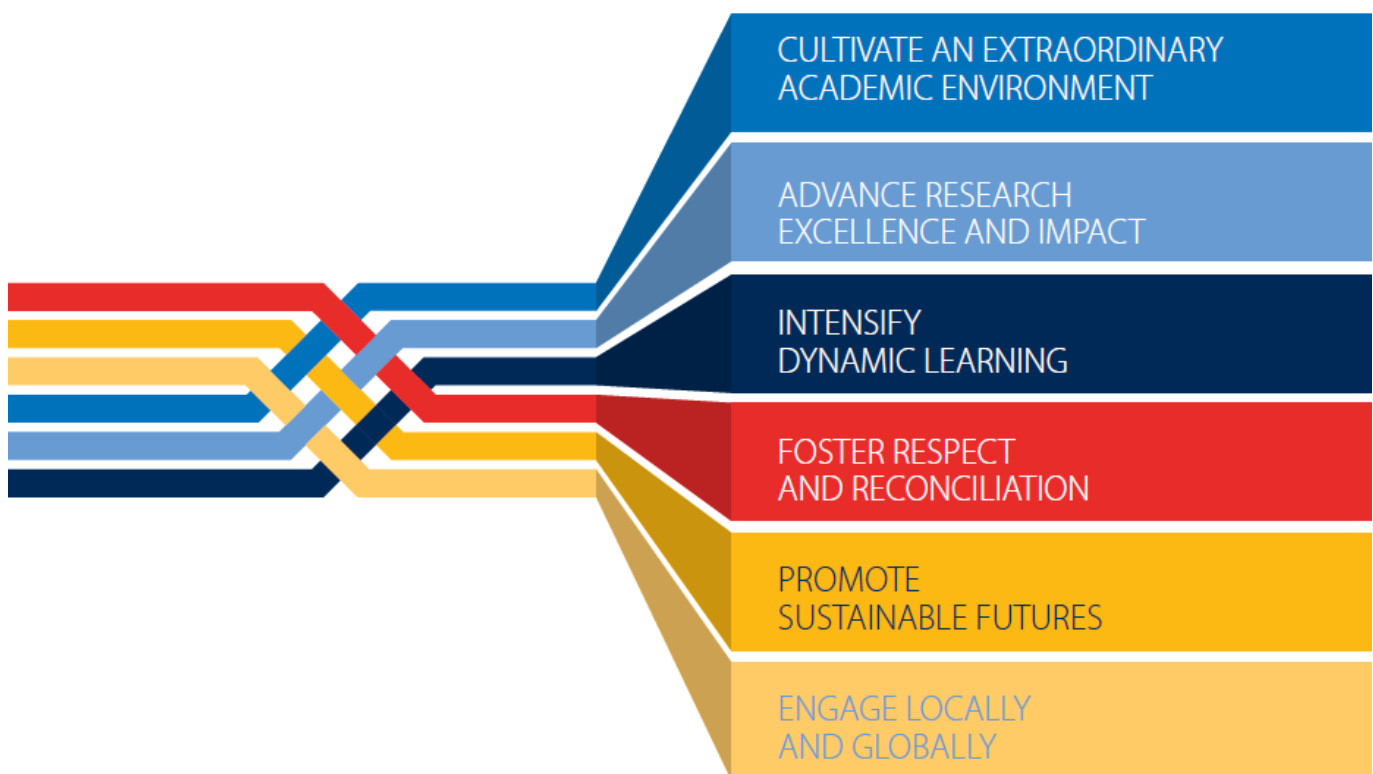 CULTIVATE AN EXTRAORDINARY
ACADEMIC ENVIRONMENT
ADVANCE RESEARCH
EXCELLENCE AND IMPACT
INTENSIFY
DYNAMIC LEARNING
FOSTER RESPECT
AND RECONCILIATION
PROMOTE
SUSTAINABLE FUTURES
ENGAGE LOCALLY
AND GLOBALLY